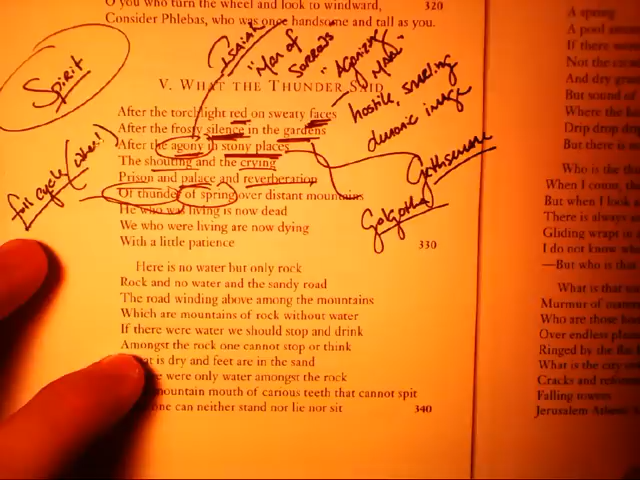 O you who turn the wheel and look to windward, 320
Consider Phlebas, who was once handsome and tall as you.
Spirit
ISAIAH
"Man of
Sorrows"
"Agonizing
MAN"
hostile, snarling
demonic image
V. WHAT THE THUNDER SAID
After the torchlight red on sweaty faces
After the frosty silence in the gardens
After the agony in stony places
The shouting and the crying
Prison and palace and reverberation
Of thunder of spring over distant mountains
He who was living is now dead
We who were living are now dying
With a little patience 330
full cycle
Gethsemane
Golgotha
Here is no water but only rock
Rock and no water and the sandy road
The road winding above among the mountains
Which are mountains of rock without water
If there were water we should stop and drink
Amongst the rock one cannot stop or think
is dry and feet are in the sand
were only water amongst the rock
mountain mouth of carious teeth that cannot spit
one can neither stand nor lie nor sit 340
A spring
A pool
If there
Not the
And dry
But sound of
Where the
Drip drop
But there is
Who is the
When I count,
But when I look
There is always
Gliding wrapt in
I do not know
—But who is that
What is that
Murmur of
Who are those
Over endless
Ringed by the flat
What is the city
Cracks and
Falling towers
Jerusalem Athens